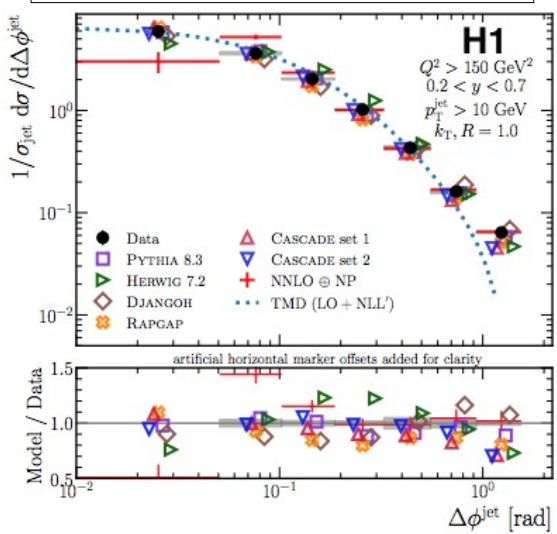 H1
Q² > 150 GeV²
0.2 < y < 0.7
p_T^jet > 10 GeV
k_T, R = 1.0
1/σ_jet dσ/dΔϕ^jet
10⁰
10⁻¹
10⁻²
Data
PYTHIA 8.3
HERWIG 7.2
DJANGOH
RAPGAP
CASCADE set 1
CASCADE set 2
NNLO ⊕ NP
TMD (LO + NLL′)
artificial horizontal marker offsets added for clarity
Model / Data
1.5
1.0
0.5
10⁻² 10⁻¹ 10⁰
Δϕ^jet [rad]